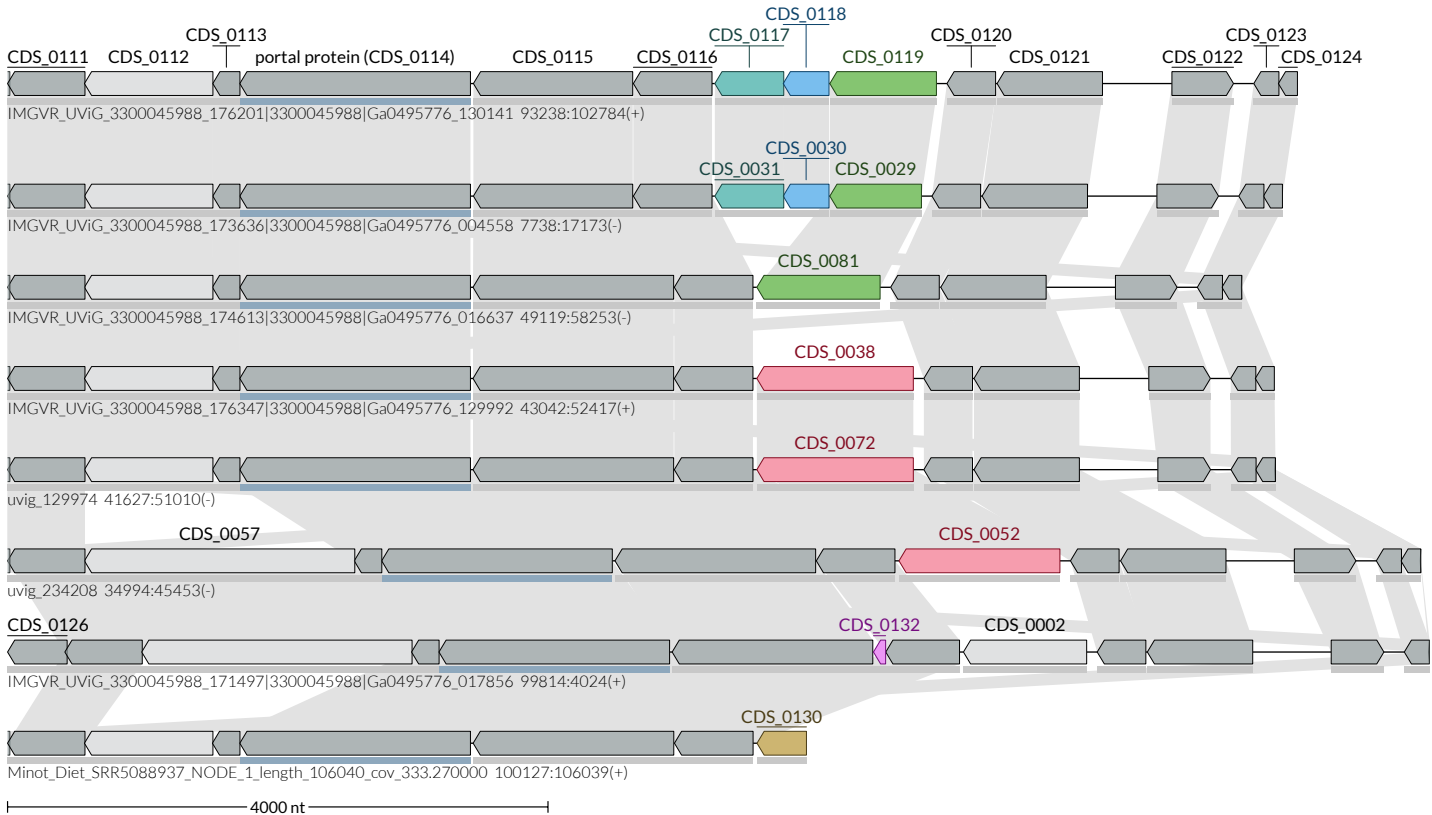 CDS_0118
CDS_0113 CDS_0117 CDS_0120 CDS_0123
CDS_0111 CDS_0112 portal protein (CDS_0114) CDS_0115 CDS_0116 CDS_0119 CDS_0121 CDS_0122 CDS_0124
IMGVR_UViG_3300045988_176201|3300045988|Ga0495776_130141 93238:102784(+)
CDS_0030
CDS_0031 CDS_0029
IMGVR_UViG_3300045988_173636|3300045988|Ga0495776_004558 7738:17173(-)
CDS_0081
IMGVR_UViG_3300045988_174613|3300045988|Ga0495776_016637 49119:58253(-)
CDS_0038
IMGVR_UViG_3300045988_176347|3300045988|Ga0495776_129992 43042:52417(+)
CDS_0072
uvig_129974 41627:51010(-)
CDS_0057 CDS_0052
uvig_234208 34994:45453(-)
CDS_0126 CDS_0132 CDS_0002
IMGVR_UViG_3300045988_171497|3300045988|Ga0495776_017856 99814:4024(+)
CDS_0130
Minot_Diet_SRR5088937_NODE_1_length_106040_cov_333.270000 100127:106039(+)
4000 nt